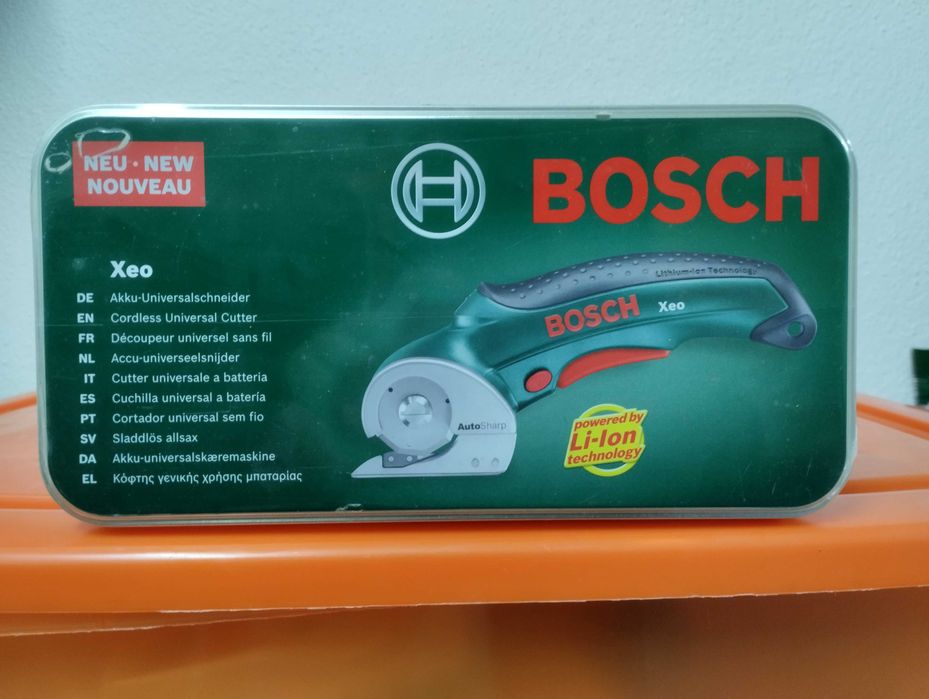 NEU · NEW
NOUVEAU
BOSCH
Xeo
DE Akku-Universalschneider
EN Cordless Universal Cutter
FR Découpeur universel sans fil
NL Accu-universeelsnijder
IT Cutter universale a batteria
ES Cuchilla universal a batería
PT Cortador universal sem fio
SV Sladdlös allsax
DA Akku-universalskæremaskine
EL Κόφτης γενικής χρήσης μπαταρίας
Lithium-Ion Technology
BOSCH Xeo
AutoSharp
powered by
Li-Ion
technology